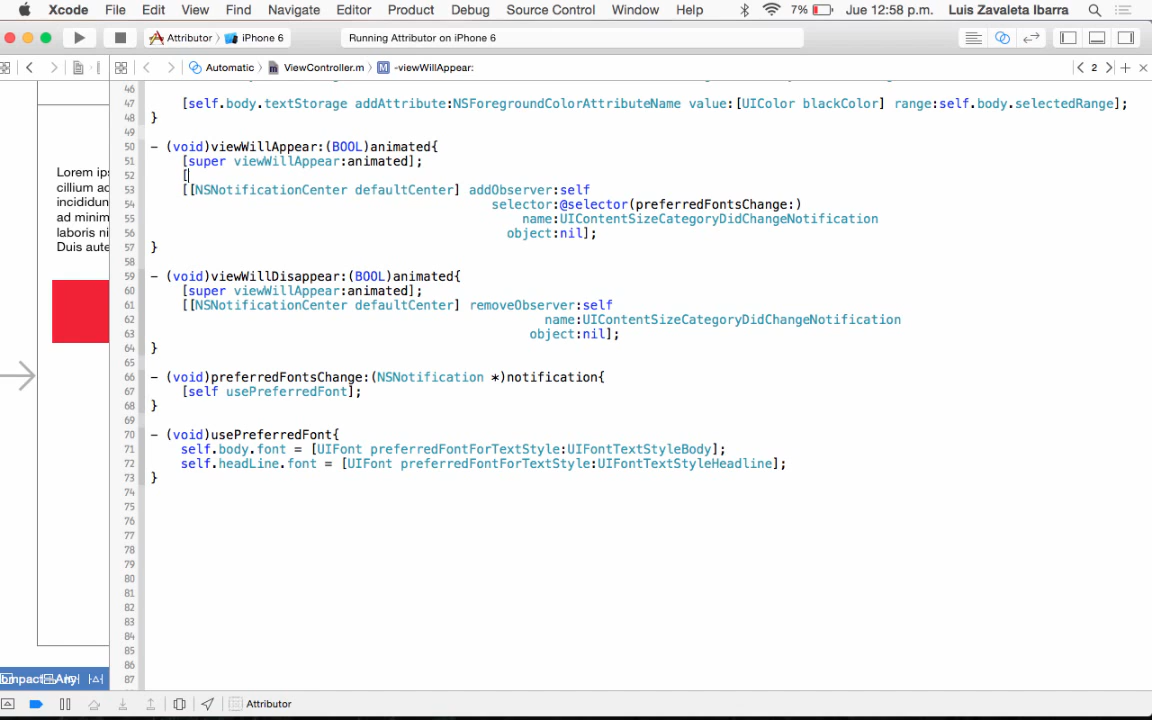 Xcode File Edit View Find Navigate Editor Product Debug Source Control Window Help 7% Jue 12:58 p.m. Luis Zavaleta Ibarra
Attributor iPhone 6 Running Attributor on iPhone 6
Automatic ViewController.m M -viewWillAppear: 2
46
47 [self.body.textStorage addAttribute:NSForegroundColorAttributeName value:[UIColor blackColor] range:self.body.selectedRange];
48 }
49
50 - (void)viewWillAppear:(BOOL)animated{
51 [super viewWillAppear:animated];
52 [
53 [[NSNotificationCenter defaultCenter] addObserver:self
54 selector:@selector(preferredFontsChange:)
55 name:UIContentSizeCategoryDidChangeNotification
56 object:nil];
57 }
58
59 - (void)viewWillDisappear:(BOOL)animated{
60 [super viewWillAppear:animated];
61 [[NSNotificationCenter defaultCenter] removeObserver:self
62 name:UIContentSizeCategoryDidChangeNotification
63 object:nil];
64 }
65
66 - (void)preferredFontsChange:(NSNotification *)notification{
67 [self usePreferredFont];
68 }
69
70 - (void)usePreferredFont{
71 self.body.font = [UIFont preferredFontForTextStyle:UIFontTextStyleBody];
72 self.headLine.font = [UIFont preferredFontForTextStyle:UIFontTextStyleHeadline];
73 }
74
75
76
77
78
79
80
81
82
83
84
85
86
87
Lorem ips
cillium ad
incididun
ad minim
laboris ni
Duis aute
Attributor